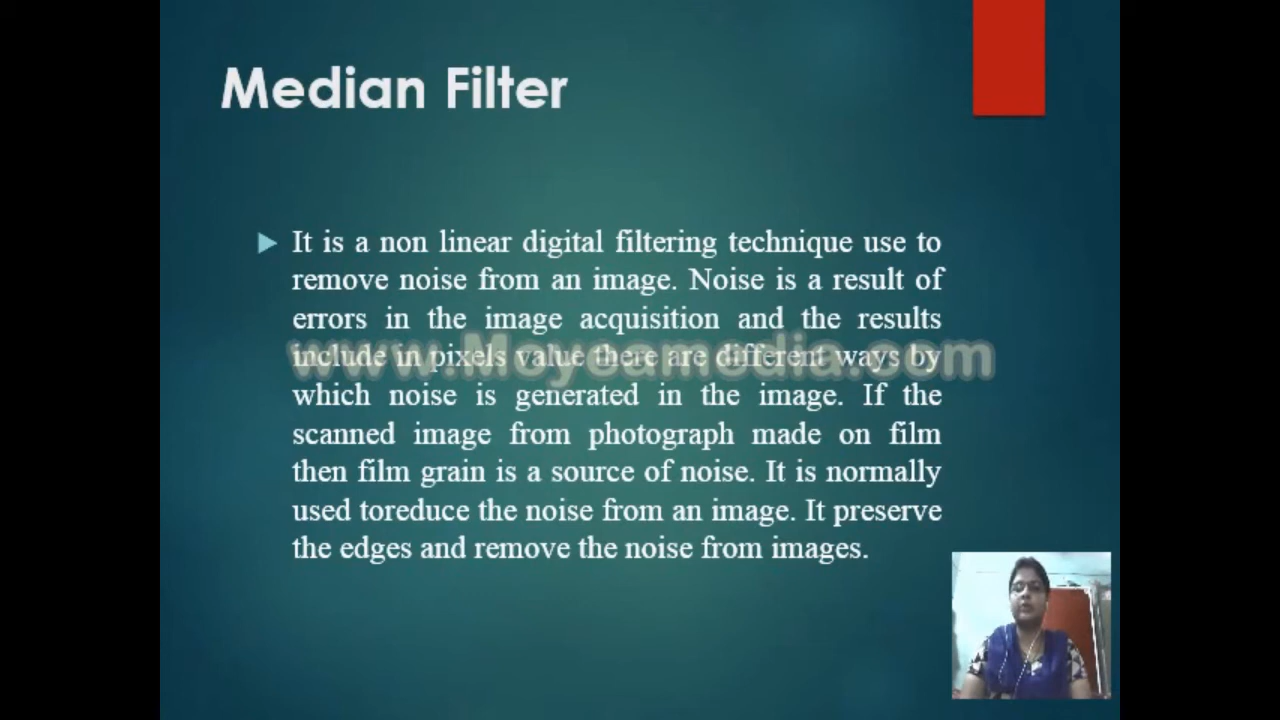 Median Filter
It is a non linear digital filtering technique use to
remove noise from an image. Noise is a result of
errors in the image acquisition and the results
include in pixels value there are different ways by
www.Moyeamedia.com
which noise is generated in the image. If the
scanned image from photograph made on film
then film grain is a source of noise. It is normally
used toreduce the noise from an image. It preserve
the edges and remove the noise from images.